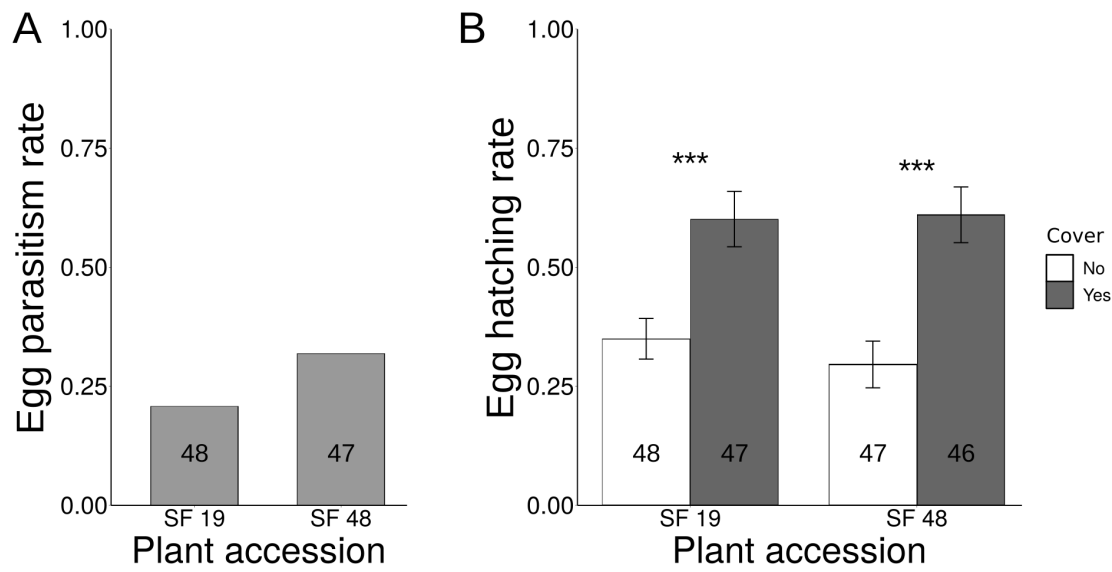 A
Egg parasitism rate
1.00
0.75
0.50
0.25
0.00
48
47
SF 19
SF 48
Plant accession
B
Egg hatching rate
1.00
0.75
0.50
0.25
0.00
***
***
48
47
47
46
SF 19
SF 48
Plant accession
Cover
No
Yes